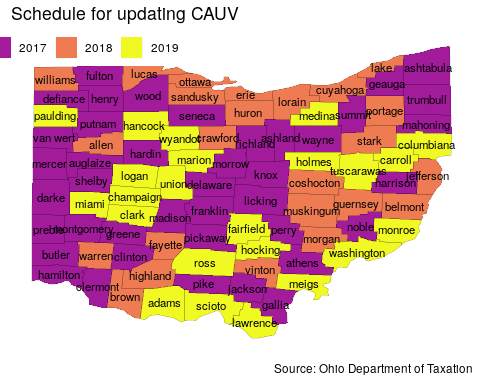 Schedule for updating CAUV
2017 2018 2019
williams fulton lucas ottawa lake ashtabula
defiance henry wood sandusky erie lorain cuyahoga geauga trumbull
paulding putnam hancock seneca huron medina summit portage mahoning
van wert allen wyandot crawford richland ashland wayne stark columbiana
mercer auglaize hardin marion morrow holmes tuscarawas carroll
shelby logan union delaware knox coshocton harrison jefferson
darke miami champaign licking muskingum guernsey belmont
preble montgomery clark madison franklin fairfield perry noble monroe
butler warren greene clinton fayette pickaway hocking morgan washington
hamilton clermont highland ross vinton athens
brown adams pike jackson meigs
scioto gallia
lawrence
Source: Ohio Department of Taxation